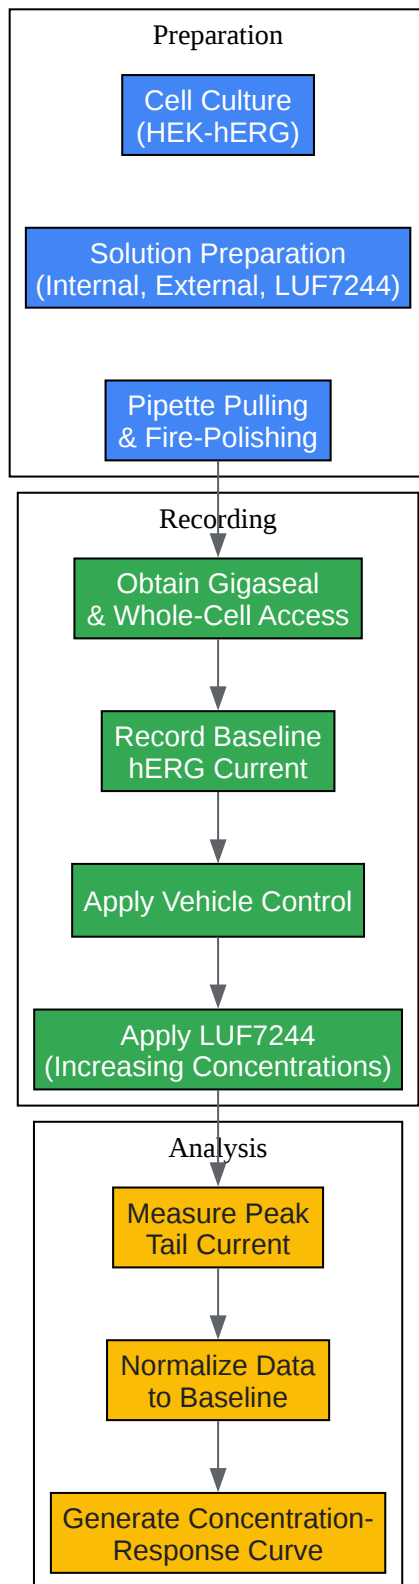 Preparation
Cell Culture
(HEK-hERG)
Solution Preparation
(Internal, External, LUF7244)
Pipette Pulling
& Fire-Polishing
Recording
Obtain Gigaseal
& Whole-Cell Access
Record Baseline
hERG Current
Apply Vehicle Control
Apply LUF7244
(Increasing Concentrations)
Analysis
Measure Peak
Tail Current
Normalize Data
to Baseline
Generate Concentration-
Response Curve